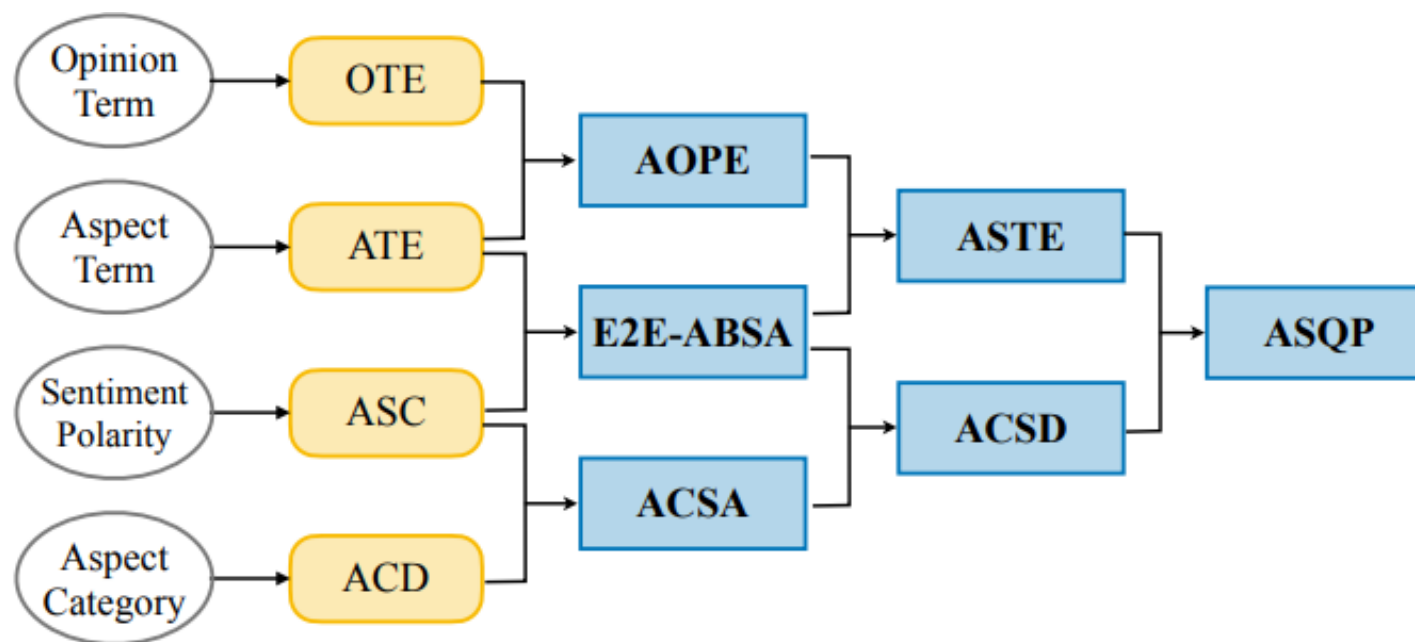 Opinion
Term
OTE
Aspect
Term
ATE
Sentiment
Polarity
ASC
Aspect
Category
ACD
AOPE
E2E-ABSA
ACSA
ASTE
ACSD
ASQP